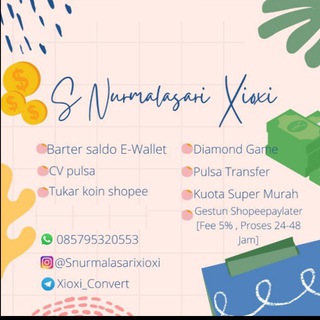 S Nurmalasari Xioxi
Barter saldo E-Wallet
CV pulsa
Tukar koin shopee
Diamond Game
Pulsa Transfer
Kuota Super Murah
Gestun Shopeepaylater
[Fee 5% , Proses 24-48
Jam]
085795320553
@Snurmalasarixioxi
Xioxi_Convert